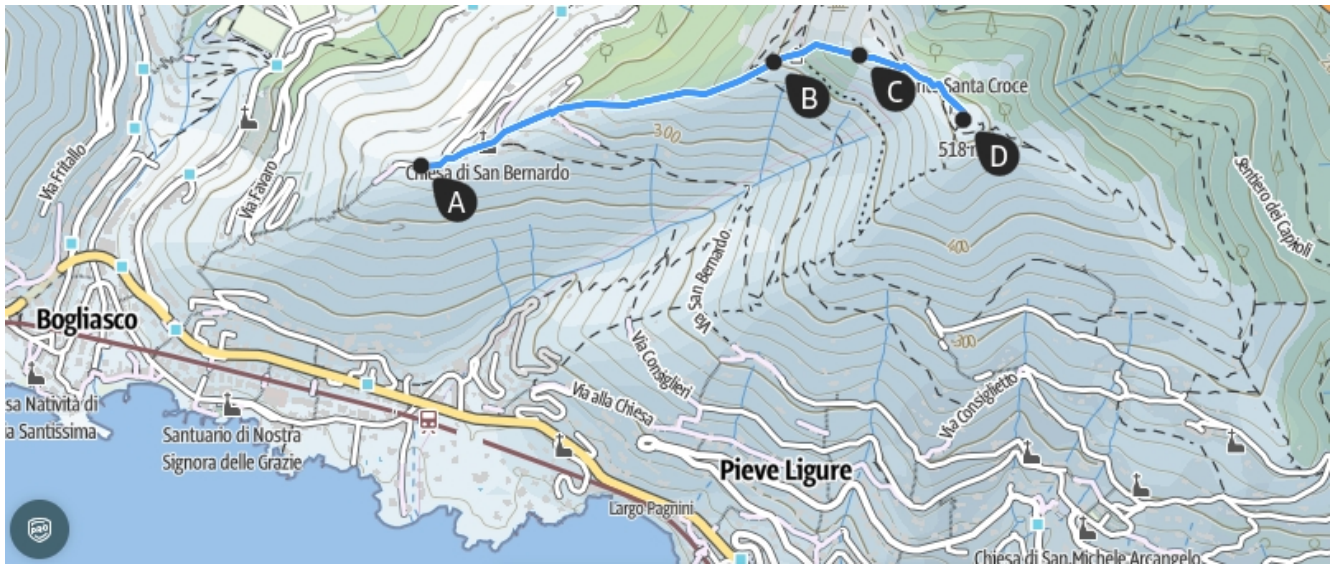 Via Fritallo
Via Favaro
300
B
C
Santa Croce
518
D
Chiesa di San Bernardo
A
Sentiero dei Capisoli
400
Via San Bernardo
Bogliasco
300
Via Consiglieri
Via alla Chiesa
Via Consiglietto
sa Natività di
a Santissima
Santuario di Nostra
Signora delle Grazie
Pieve Ligure
Largo Pagnini
PRO
Chiesa di San Michele Arcangelo